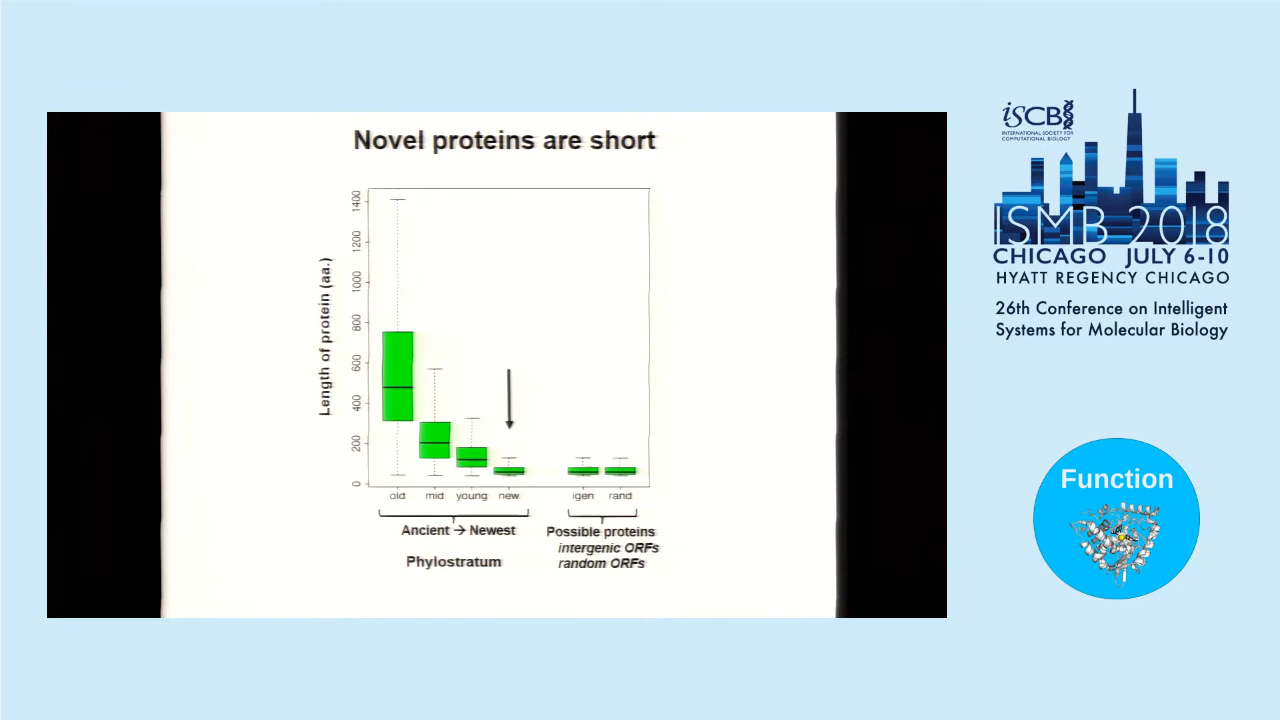 Novel proteins are short
Length of protein (aa.)
1400
1200
1000
800
600
400
200
0
old mid young new igen rand
Ancient → Newest
Phylostratum
Possible proteins
intergenic ORFs
random ORFs
iSCB
INTERNATIONAL SOCIETY FOR
COMPUTATIONAL BIOLOGY
ISMB 2018
CHICAGO JULY 6-10
HYATT REGENCY CHICAGO
26th Conference on Intelligent
Systems for Molecular Biology
Function